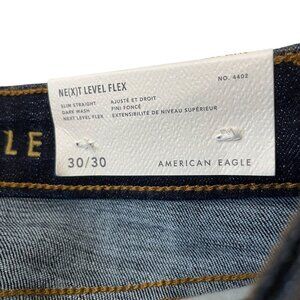 NE(X)T LEVEL FLEX
NO. 4402
SLIM STRAIGHT AJUSTÉ ET DROIT
DARK WASH FINI FONCÉ
NEXT LEVEL FLEX EXTENSIBILITÉ DE NIVEAU SUPÉRIEUR
LE
30/30
AMERICAN EAGLE